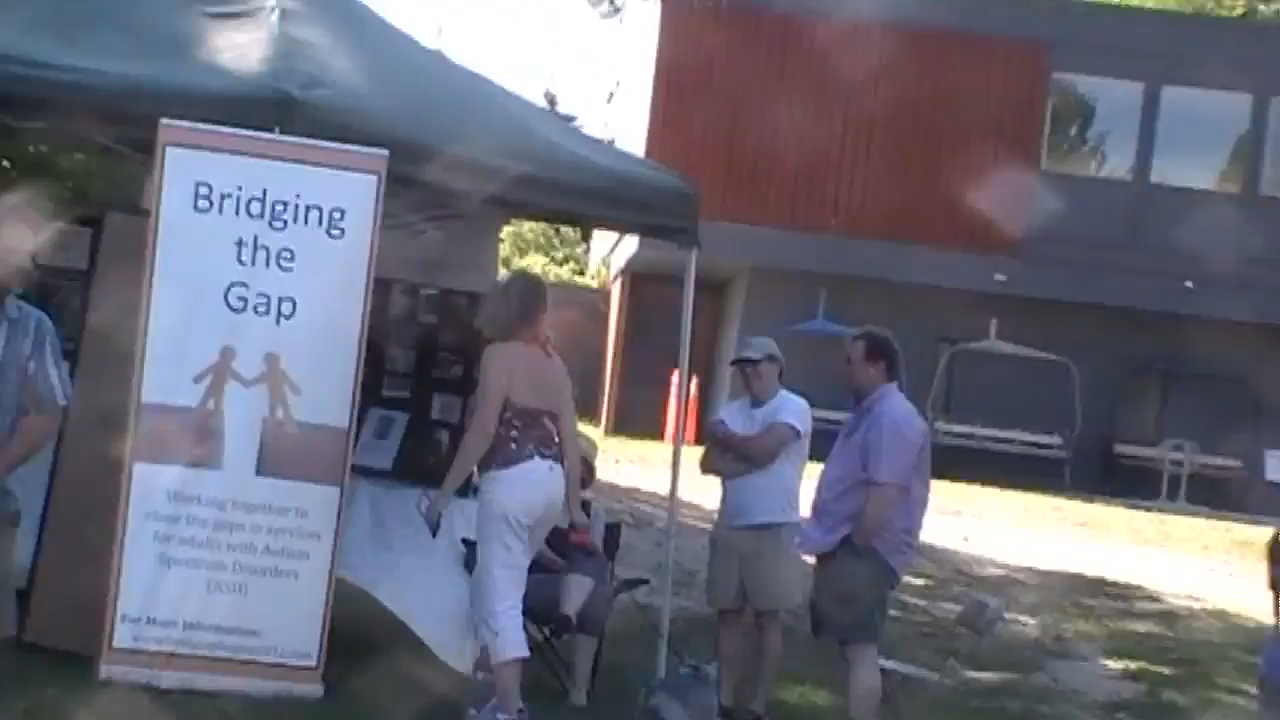 Bridging
the
Gap
Working together to
close the gaps in services
for adults with Autism
Spectrum Disorders
(ASD)
For More Information: